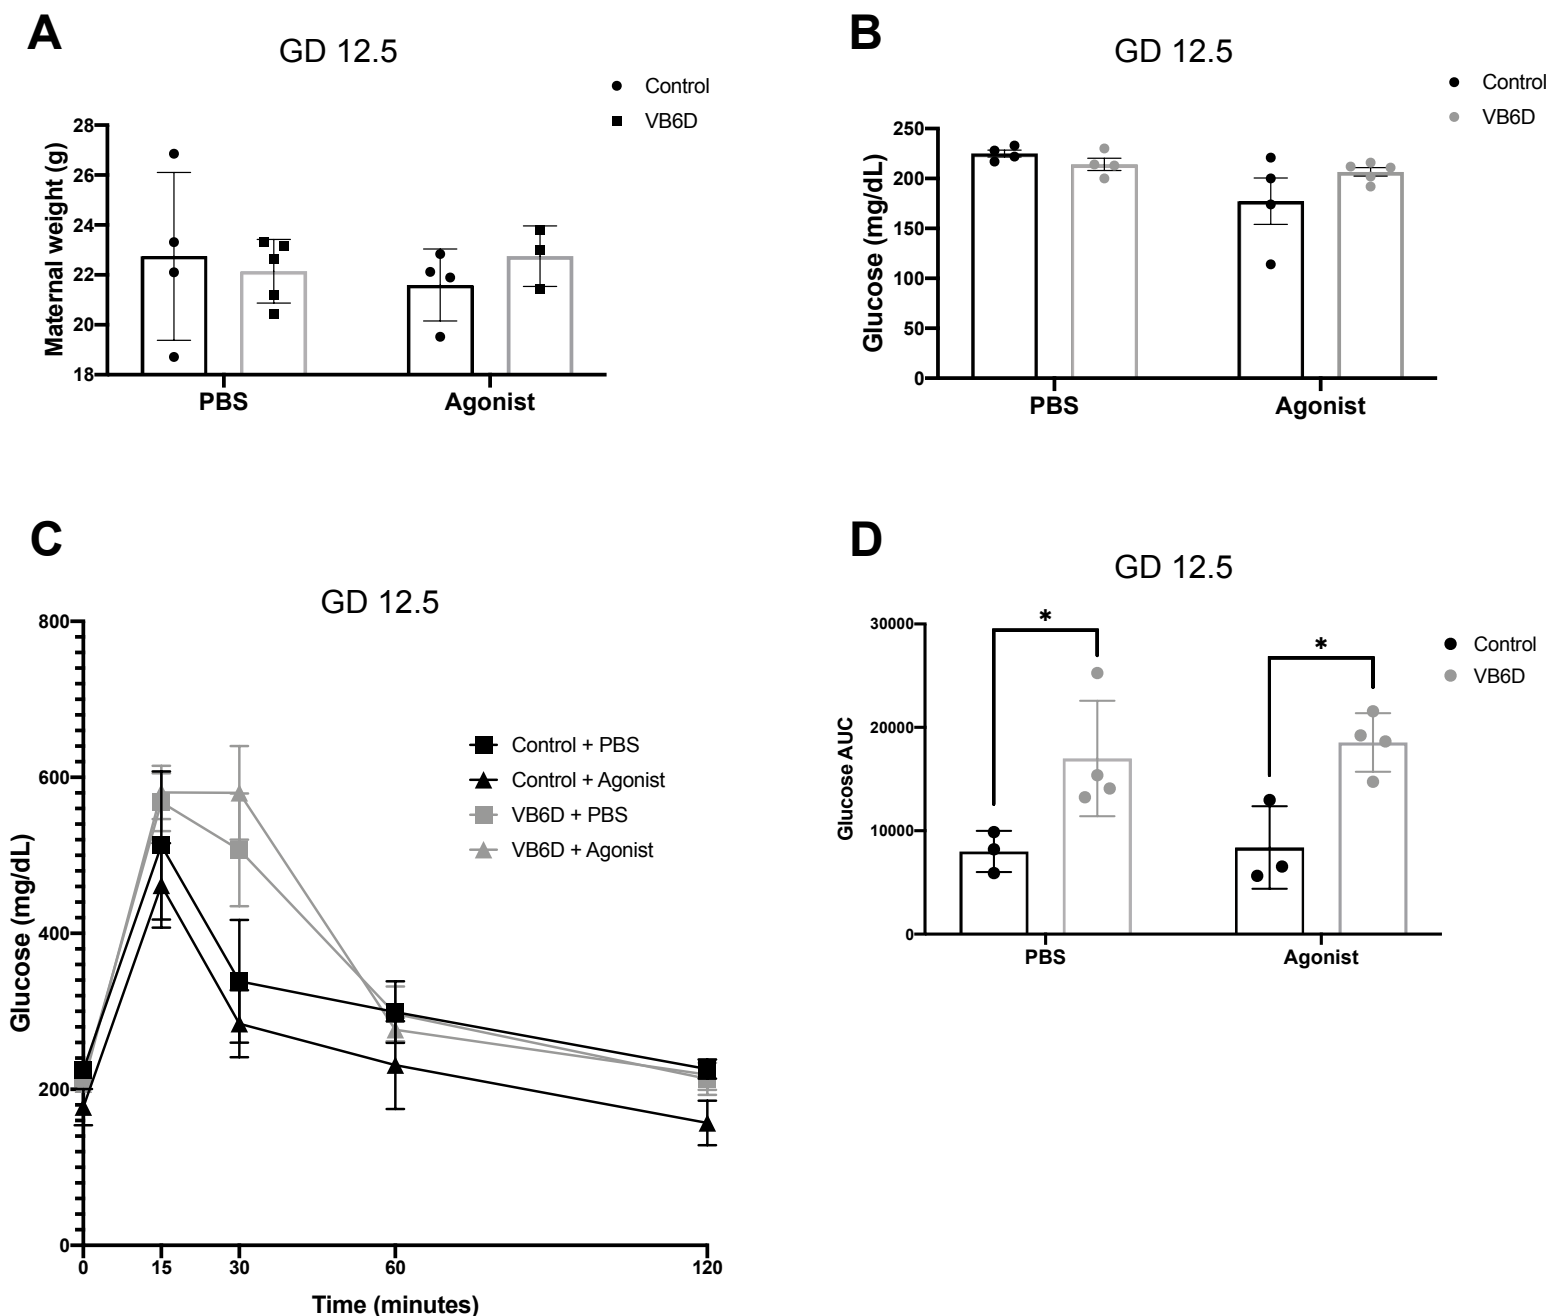 A
GD 12.5
Control
VB6D
Maternal weight (g)
28
26
24
22
20
18
PBS
Agonist
B
GD 12.5
Control
VB6D
Glucose (mg/dL)
250
200
150
100
50
0
PBS
Agonist
C
GD 12.5
Glucose (mg/dL)
800
600
400
200
0
Control + PBS
Control + Agonist
VB6D + PBS
VB6D + Agonist
0 15 30 60 120
Time (minutes)
D
GD 12.5
Control
VB6D
Glucose AUC
30000
20000
10000
0
*
*
PBS
Agonist